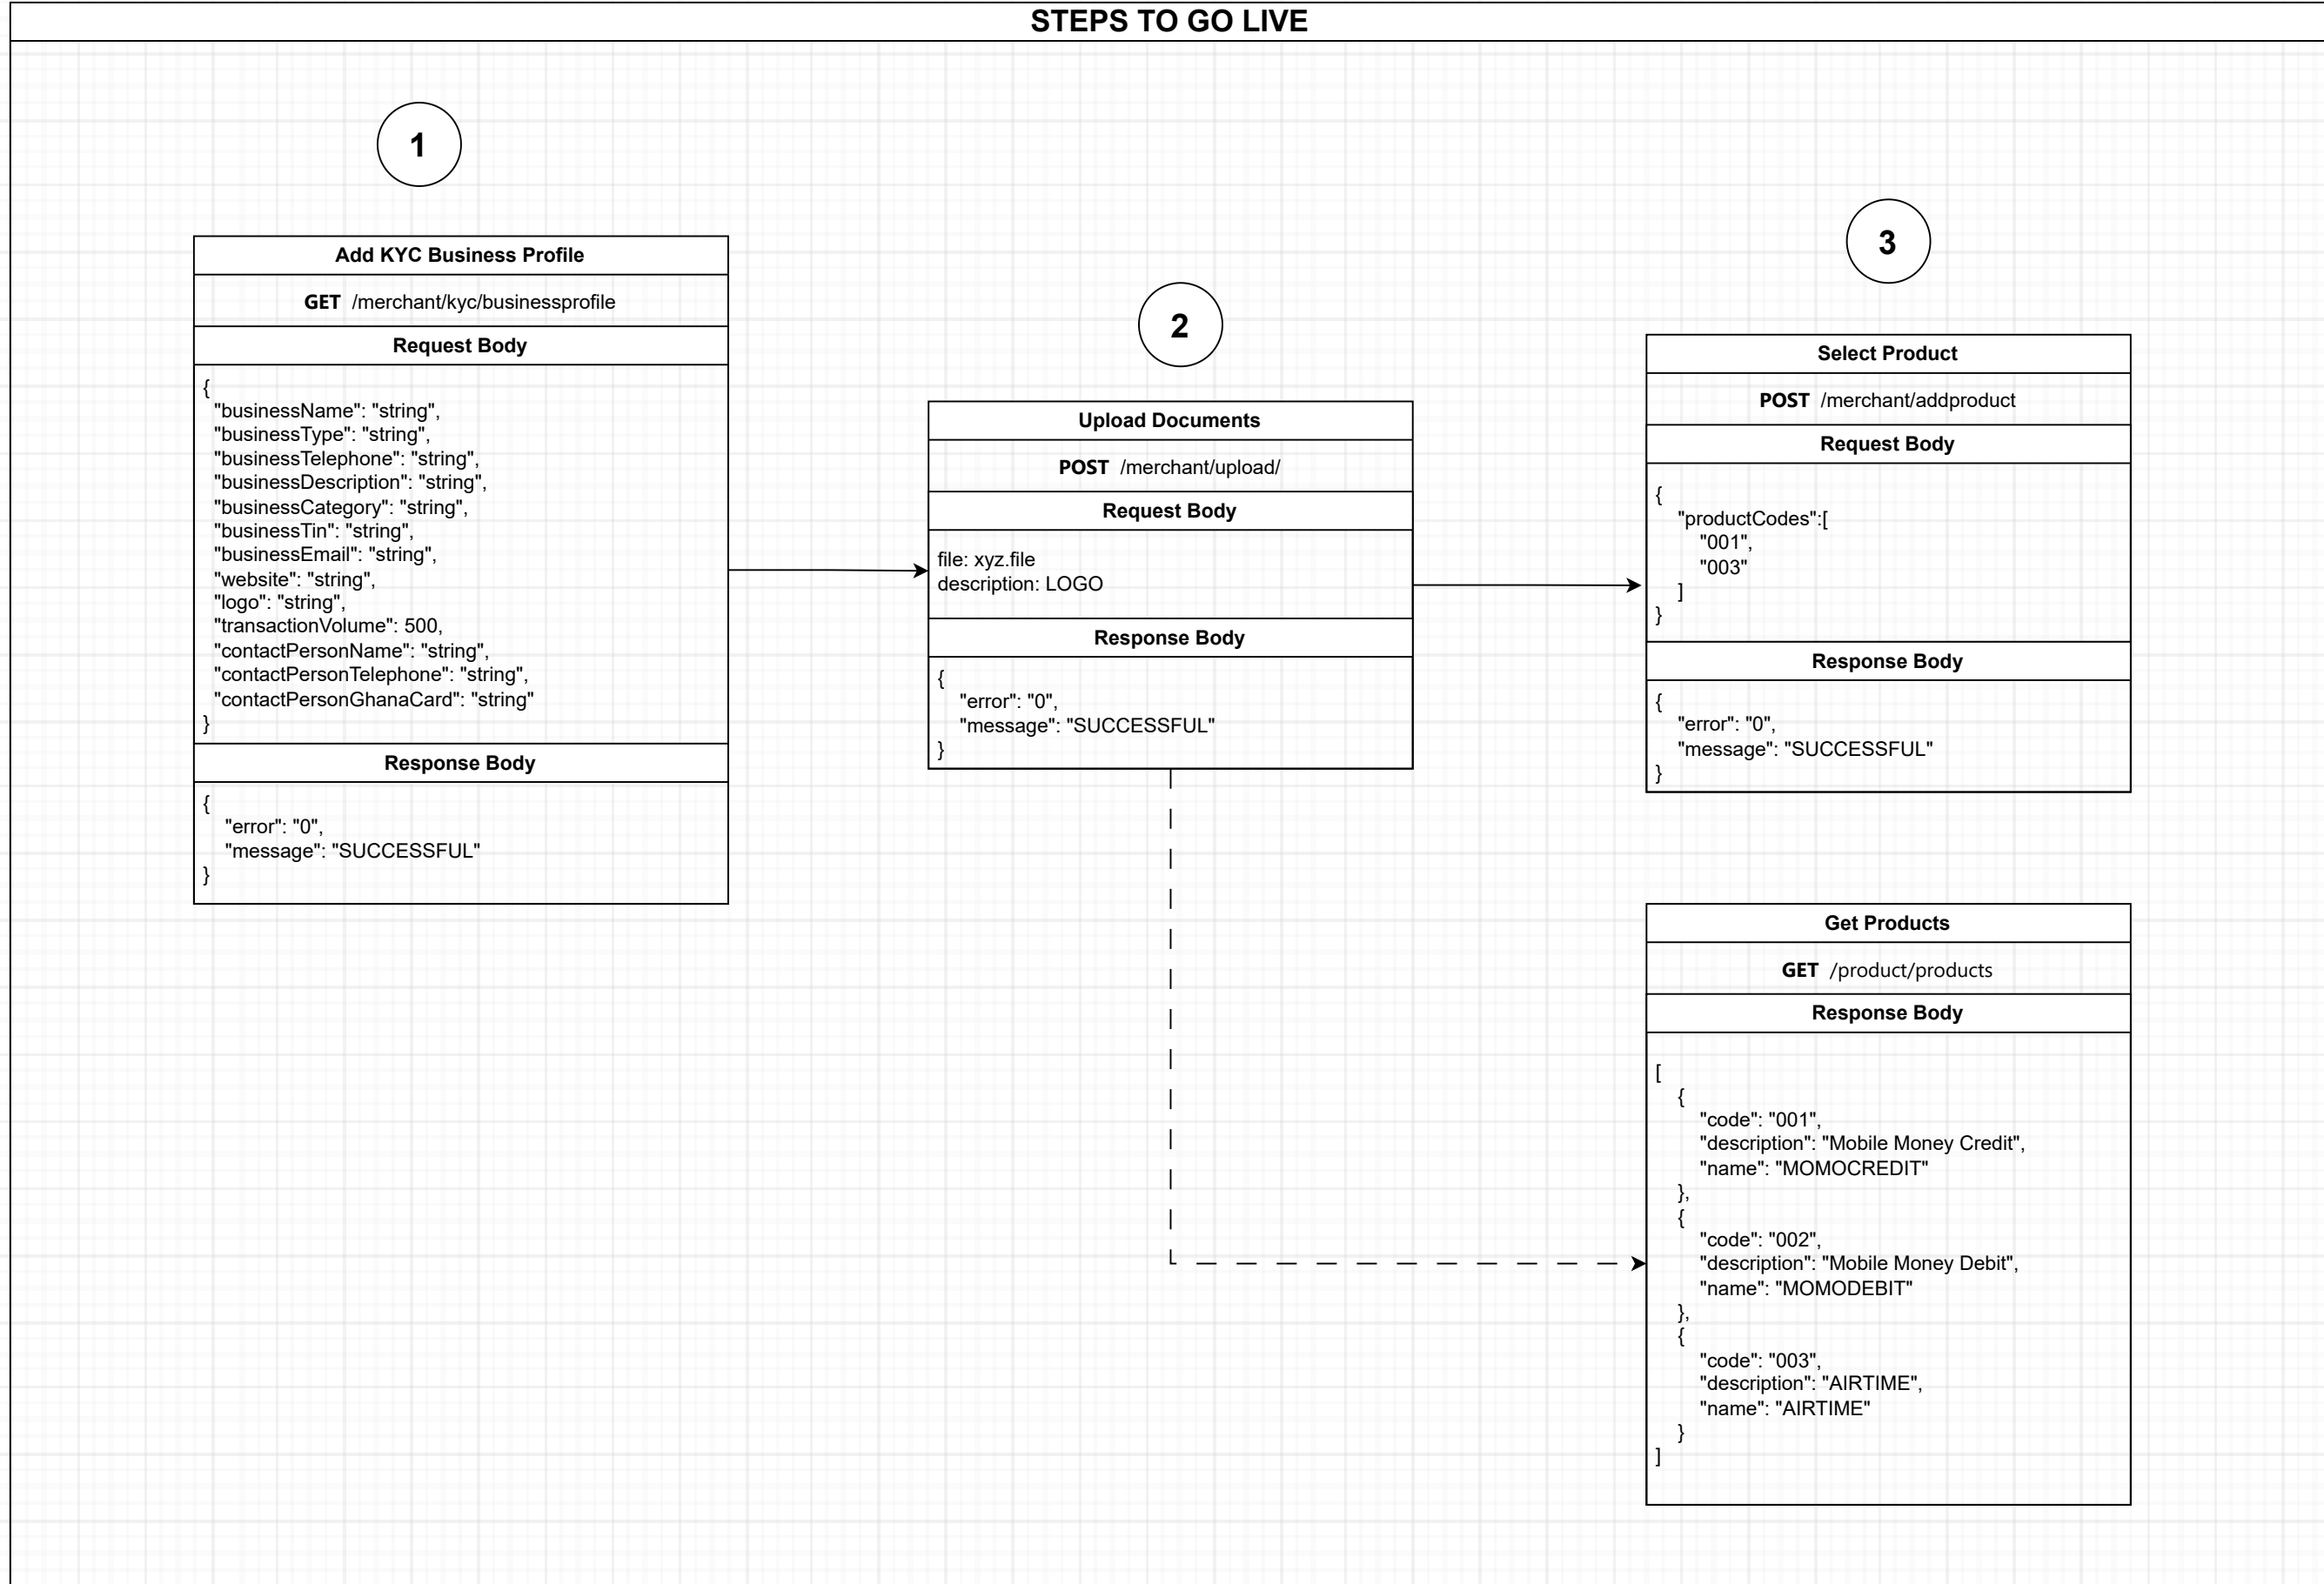 STEPS TO GO LIVE
1
Add KYC Business Profile
GET /merchant/kyc/businessprofile
Request Body
{
"businessName": "string",
"businessType": "string",
"businessTelephone": "string",
"businessDescription": "string",
"businessCategory": "string",
"businessTin": "string",
"businessEmail": "string",
"website": "string",
"logo": "string",
"transactionVolume": 500,
"contactPersonName": "string",
"contactPersonTelephone": "string",
"contactPersonGhanaCard": "string"
}
Response Body
{
"error": "0",
"message": "SUCCESSFUL"
}
2
Upload Documents
POST /merchant/upload/
Request Body
file: xyz.file
description: LOGO
Response Body
{
"error": "0",
"message": "SUCCESSFUL"
}
3
Select Product
POST /merchant/addproduct
Request Body
{
"productCodes":[
"001",
"003"
]
}
Response Body
{
"error": "0",
"message": "SUCCESSFUL"
}
Get Products
GET /product/products
Response Body
[
{
"code": "001",
"description": "Mobile Money Credit",
"name": "MOMOCREDIT"
},
{
"code": "002",
"description": "Mobile Money Debit",
"name": "MOMODEBIT"
},
{
"code": "003",
"description": "AIRTIME",
"name": "AIRTIME"
}
]